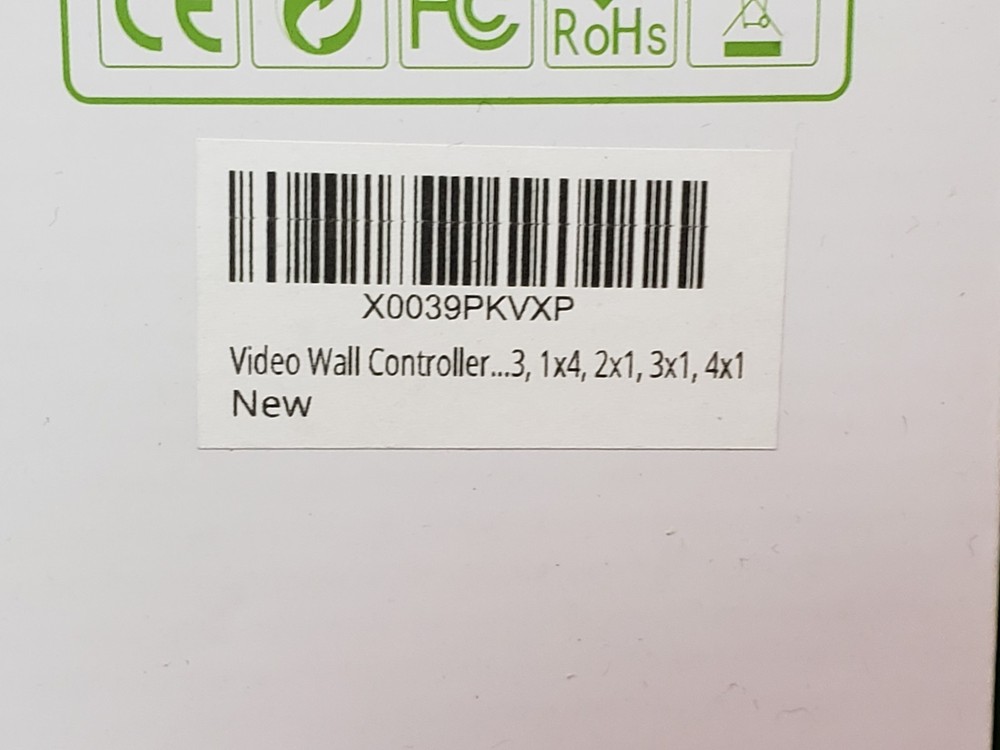 CE FC RoHs
X0039PKVXP
Video Wall Controller...3, 1x4, 2x1, 3x1, 4x1
New